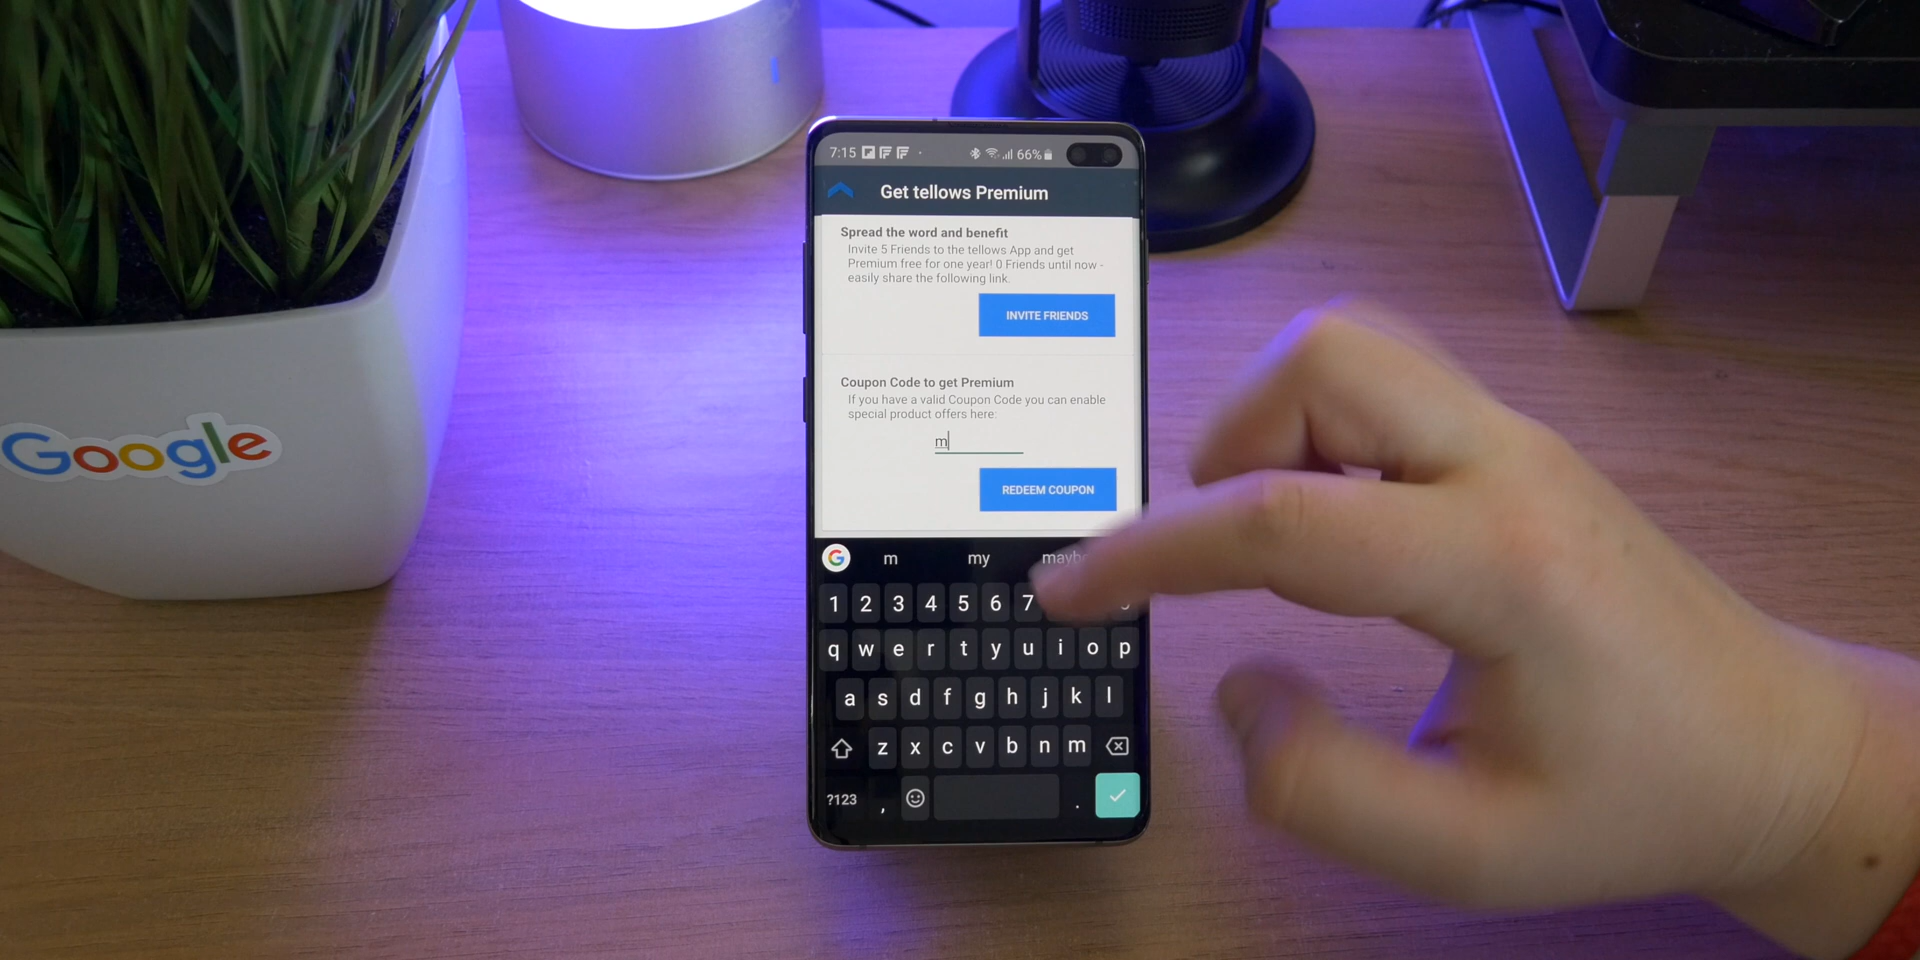 Google
7:15 66%
Get tellows Premium
Spread the word and benefit
Invite 5 Friends to the tellows App and get
Premium free for one year! 0 Friends until now -
easily share the following link.
INVITE FRIENDS
Coupon Code to get Premium
If you have a valid Coupon Code you can enable
special product offers here:
m
REDEEM COUPON
G m my maybe
1 2 3 4 5 6 7
q w e r t y u i o p
a s d f g h j k l
z x c v b n m
?123 , .